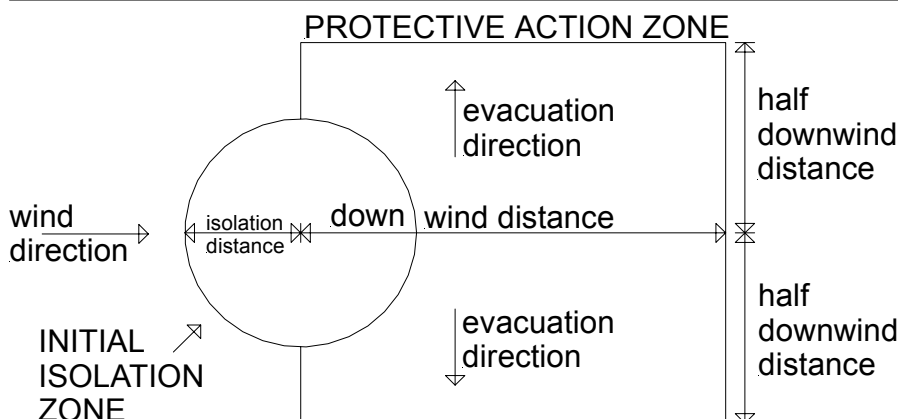 PROTECTIVE ACTION ZONE
evacuation
direction
half
downwind
distance
wind
direction
isolation
distance
down wind distance
evacuation
direction
half
downwind
distance
INITIAL
ISOLATION
ZONE